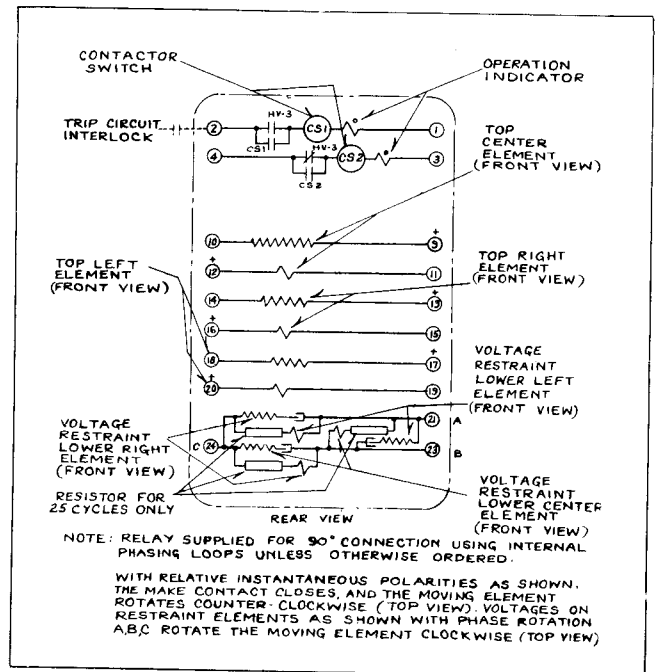 CONTACTOR
SWITCH
OPERATION
INDICATOR
TRIP CIRCUIT
INTERLOCK
2
HV-3
CS1
CS1
1
TOP
CENTER
ELEMENT
(FRONT VIEW)
4
HV-3
CS2
CS2
3
10
+
9
+
12
11
TOP LEFT
ELEMENT
(FRONT VIEW)
TOP RIGHT
ELEMENT
(FRONT VIEW)
14
+
13
+
16
15
18
+
17
+
20
19
VOLTAGE
RESTRAINT
LOWER LEFT
ELEMENT
(FRONT VIEW)
VOLTAGE
RESTRAINT
LOWER RIGHT
ELEMENT
(FRONT VIEW)
21 A
C 24
23 B
RESISTOR FOR
25 CYCLES ONLY
VOLTAGE
RESTRAINT
LOWER CENTER
ELEMENT
(FRONT VIEW)
REAR VIEW
NOTE: RELAY SUPPLIED FOR 90° CONNECTION USING INTERNAL
PHASING LOOPS UNLESS OTHERWISE ORDERED.
WITH RELATIVE INSTANTANEOUS POLARITIES AS SHOWN.
THE MAKE CONTACT CLOSES, AND THE MOVING ELEMENT
ROTATES COUNTER-CLOCKWISE (TOP VIEW). VOLTAGES ON
RESTRAINT ELEMENTS AS SHOWN WITH PHASE ROTATION
A,B,C ROTATE THE MOVING ELEMENT CLOCKWISE (TOP VIEW)